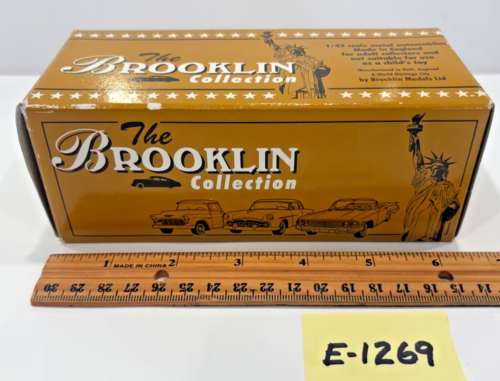 The
BROOKLIN
Collection
1/43 scale metal automobiles
Made in England
for adult collectors and
not suitable for use
as a child's toy
Manufactured in Bath, England
A World Heritage City
by Brooklin Models Ltd
The
BROOKLIN
Collection
1 MADE IN CHINA 2 3 4 5 6
30 29 28 27 26 25 24 23 22 21 20 19 18 17 16 15 14
E-1269